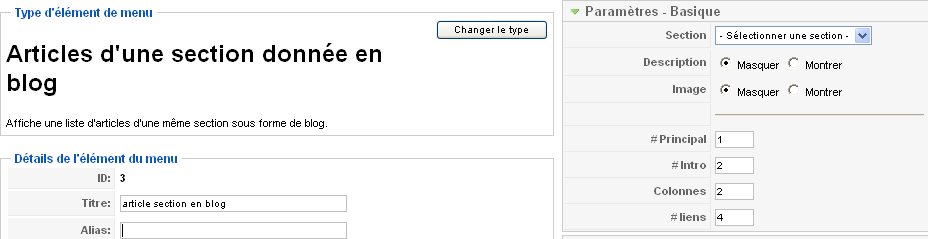 Type d'élément de menu
Changer le type
Articles d'une section donnée en
blog
Affiche une liste d'articles d'une même section sous forme de blog.
Détails de l'élément du menu
ID: 3
Titre: article section en blog
Alias:
Paramètres - Basique
Section - Sélectionner une section -
Description Masquer Montrer
Image Masquer Montrer
# Principal 1
# Intro 2
Colonnes 2
# liens 4